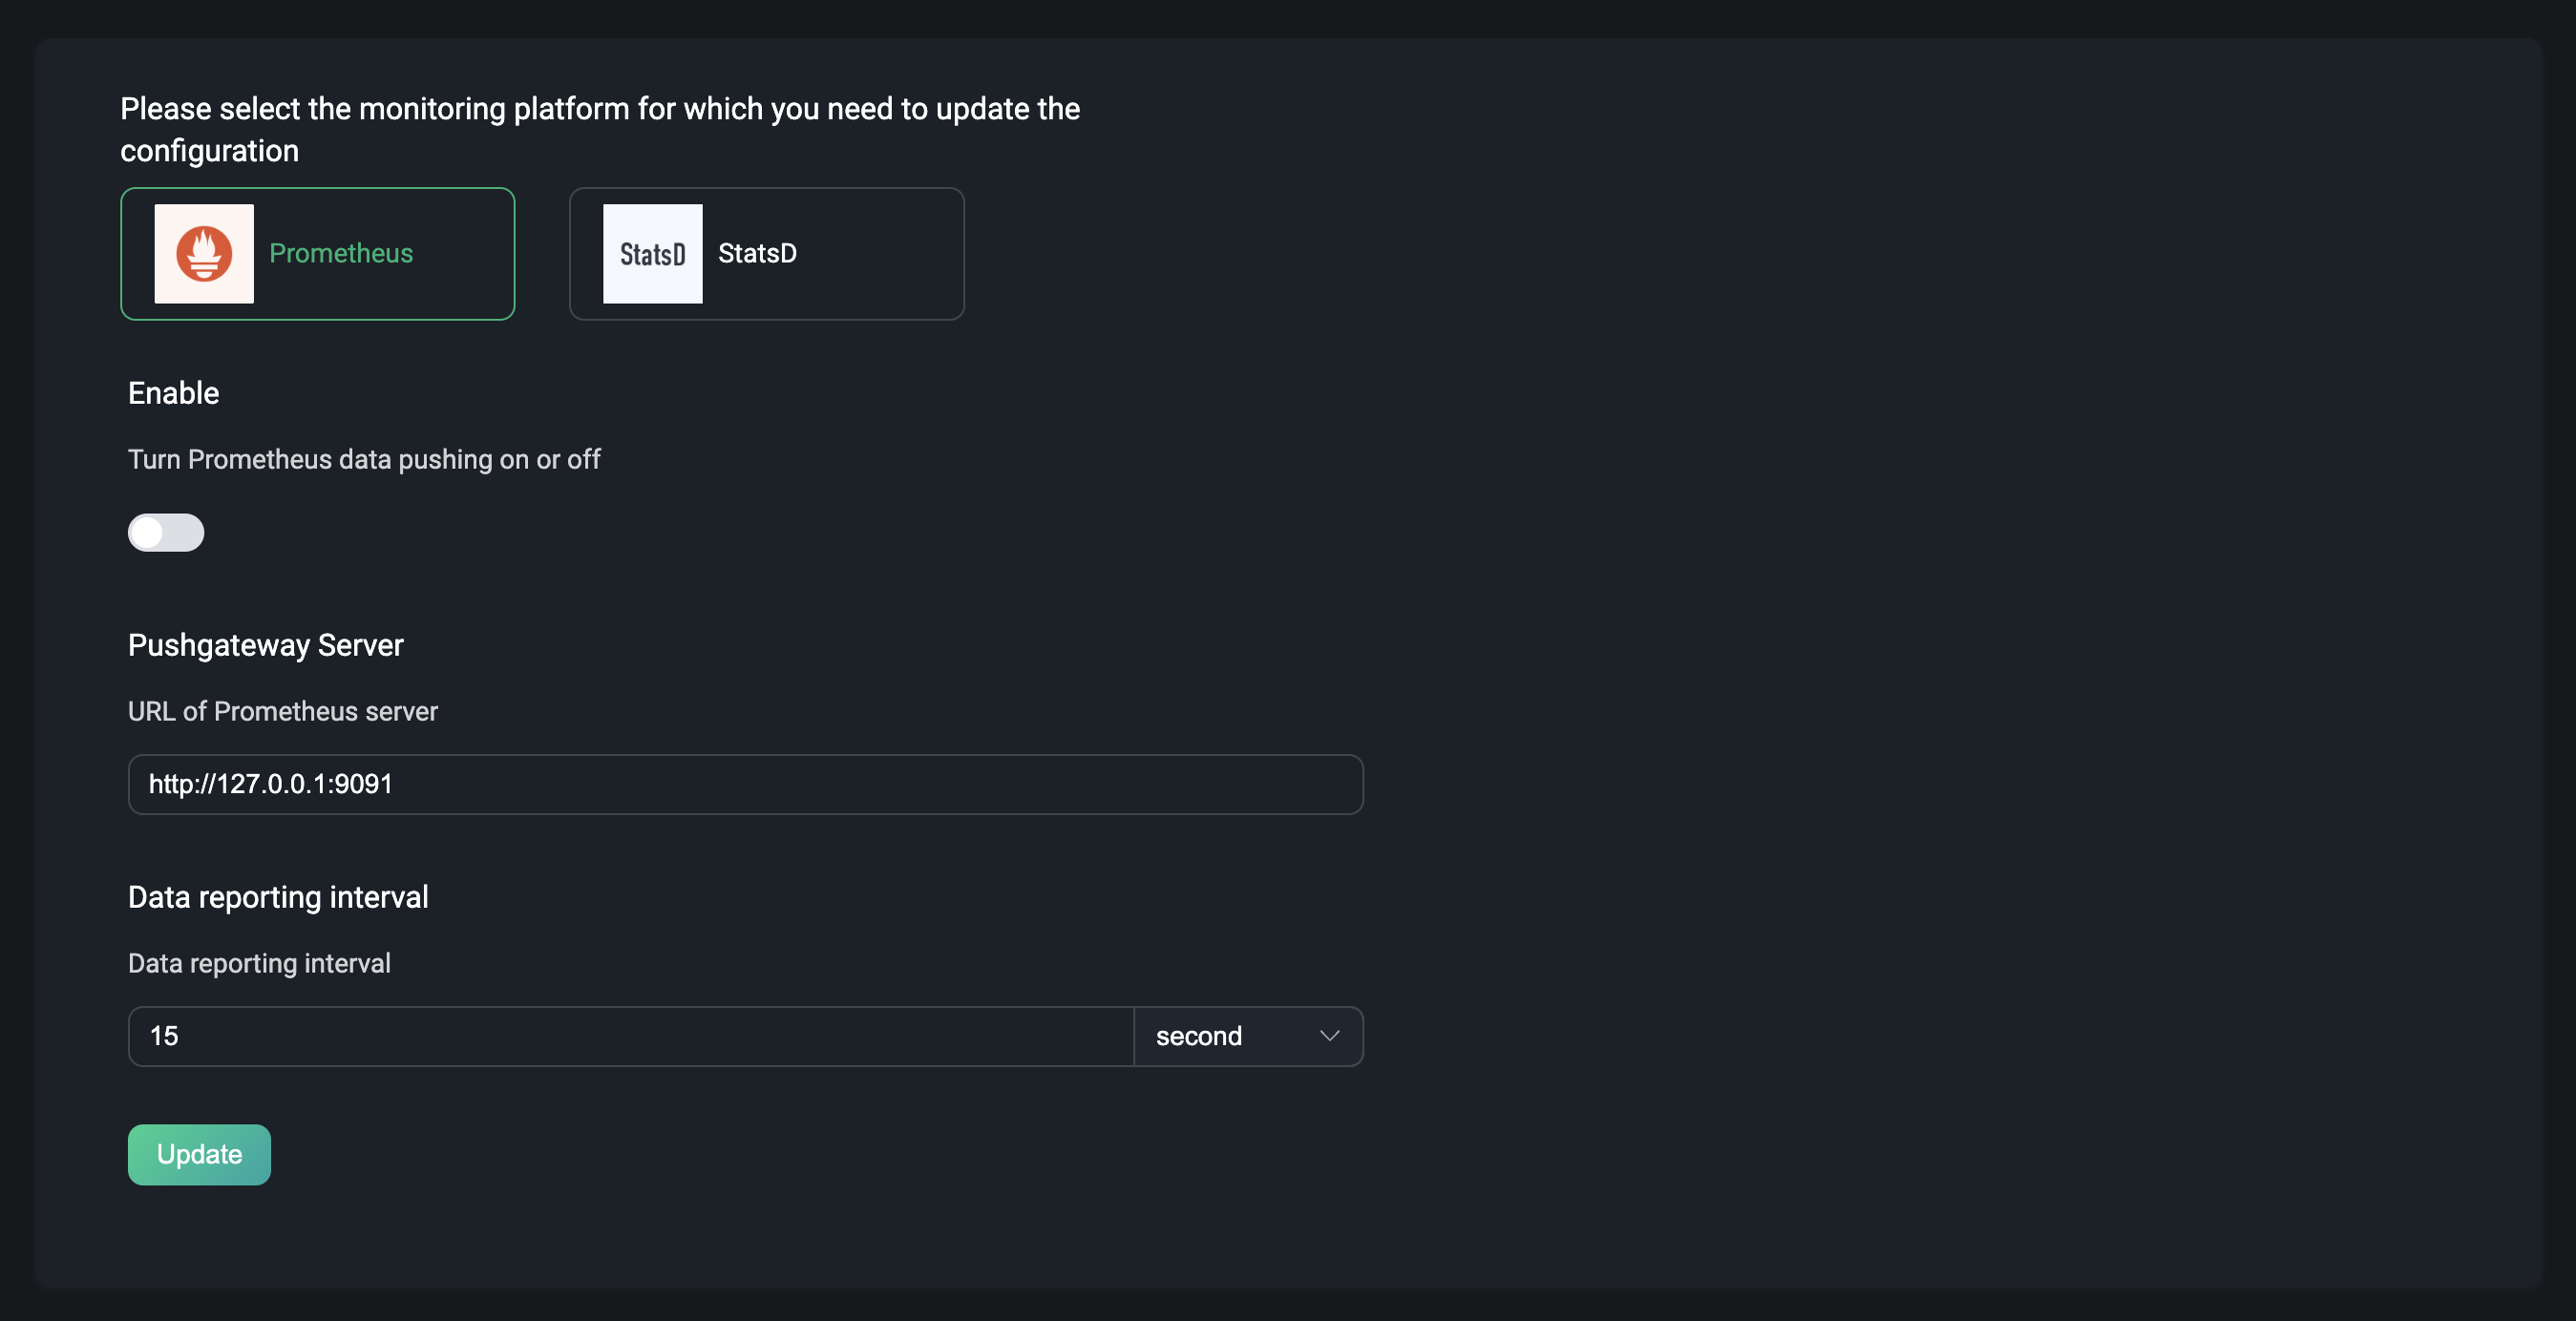 Please select the monitoring platform for which you need to update the
configuration
Prometheus
StatsD StatsD
Enable
Turn Prometheus data pushing on or off
Pushgateway Server
URL of Prometheus server
http://127.0.0.1:9091
Data reporting interval
Data reporting interval
15 second
Update